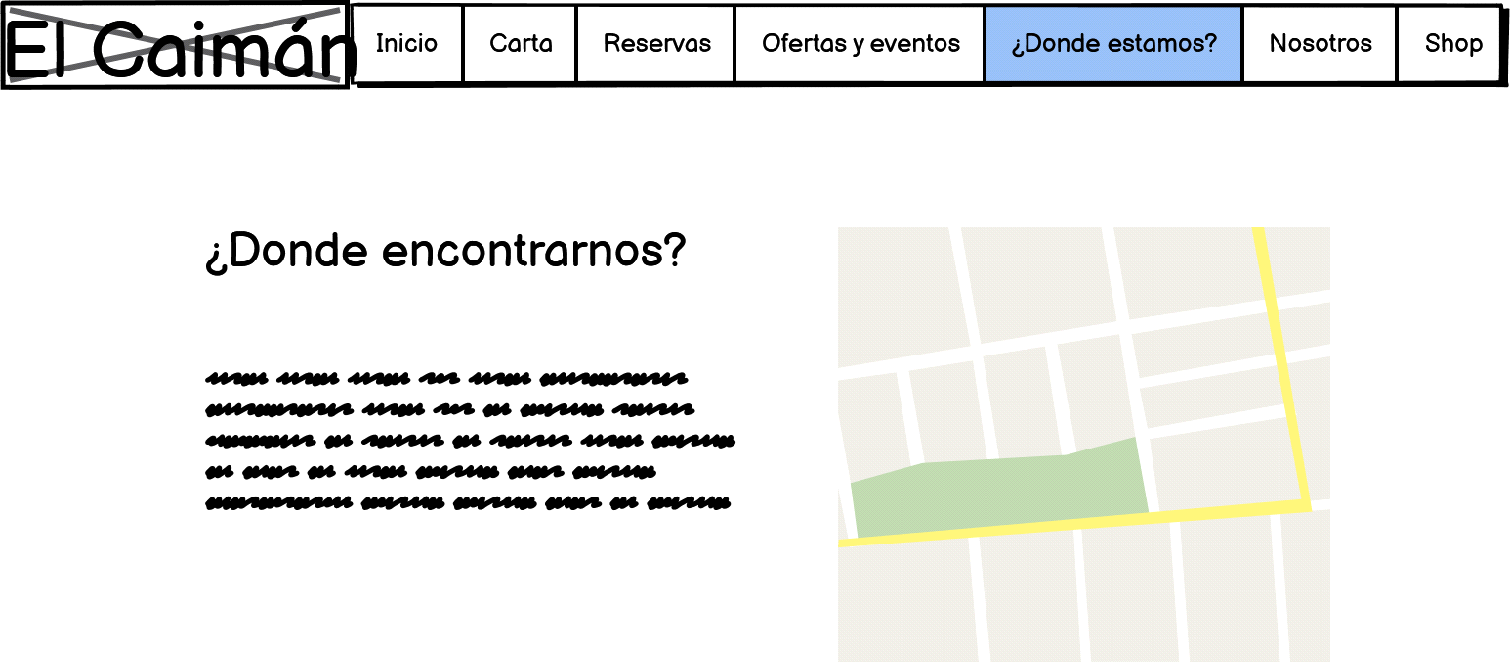 El Caimán
Inicio Carta Reservas Ofertas y eventos ¿Donde estamos? Nosotros Shop
¿Donde encontrarnos?